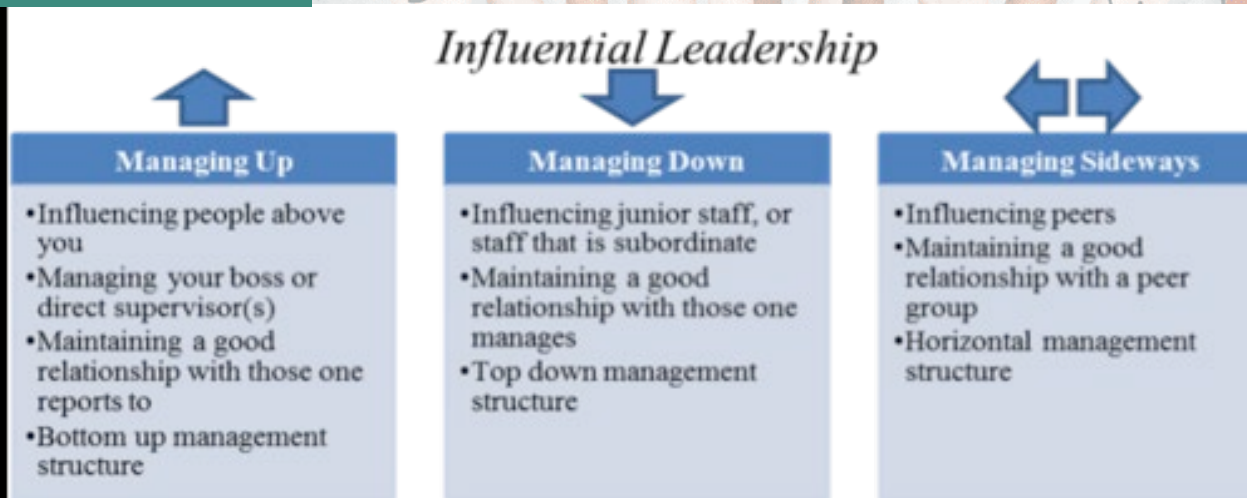 Influential Leadership
Managing Up
•Influencing people above
you
•Managing your boss or
direct supervisor(s)
•Maintaining a good
relationship with those one
reports to
•Bottom up management
structure
Managing Down
•Influencing junior staff, or
staff that is subordinate
•Maintaining a good
relationship with those one
manages
•Top down management
structure
Managing Sideways
•Influencing peers
•Maintaining a good
relationship with a peer
group
•Horizontal management
structure